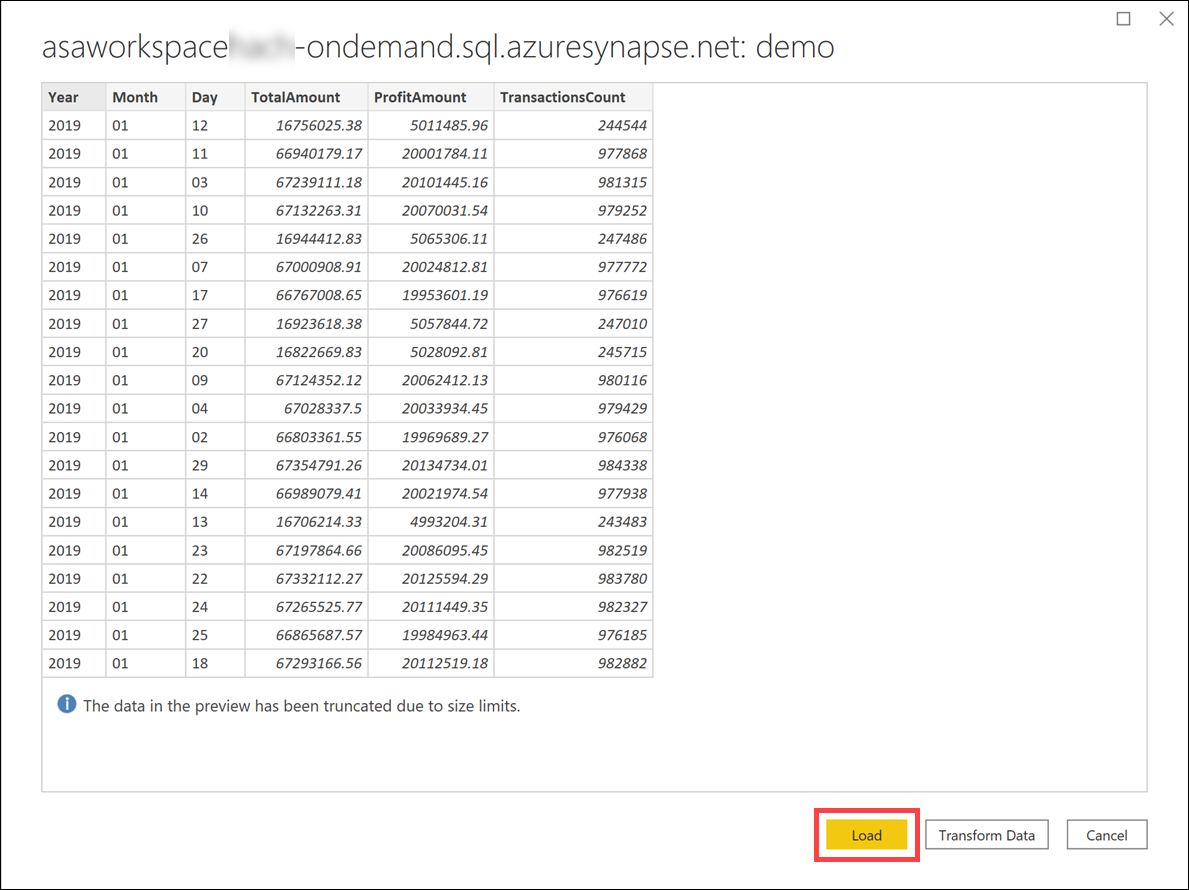 asaworkspace -ondemand.sql.azuresynapse.net: demo
Year Month Day TotalAmount ProfitAmount TransactionsCount
2019 01 12 16756025.38 5011485.96 244544
2019 01 11 66940179.17 20001784.11 977868
2019 01 03 67239111.18 20101445.16 981315
2019 01 10 67132263.31 20070031.54 979252
2019 01 26 16944412.83 5065306.11 247486
2019 01 07 67000908.91 20024812.81 977772
2019 01 17 66767008.65 19953601.19 976619
2019 01 27 16923618.38 5057844.72 247010
2019 01 20 16822669.83 5028092.81 245715
2019 01 09 67124352.12 20062412.13 980116
2019 01 04 67028337.5 20033934.45 979429
2019 01 02 66803361.55 19969689.27 976068
2019 01 29 67354791.26 20134734.01 984338
2019 01 14 66989079.41 20021974.54 977938
2019 01 13 16706214.33 4993204.31 243483
2019 01 23 67197864.66 20086095.45 982519
2019 01 22 67332112.27 20125594.29 983780
2019 01 24 67265525.77 20111449.35 982327
2019 01 25 66865687.57 19984963.44 976185
2019 01 18 67293166.56 20112519.18 982882
The data in the preview has been truncated due to size limits.
Load Transform Data Cancel